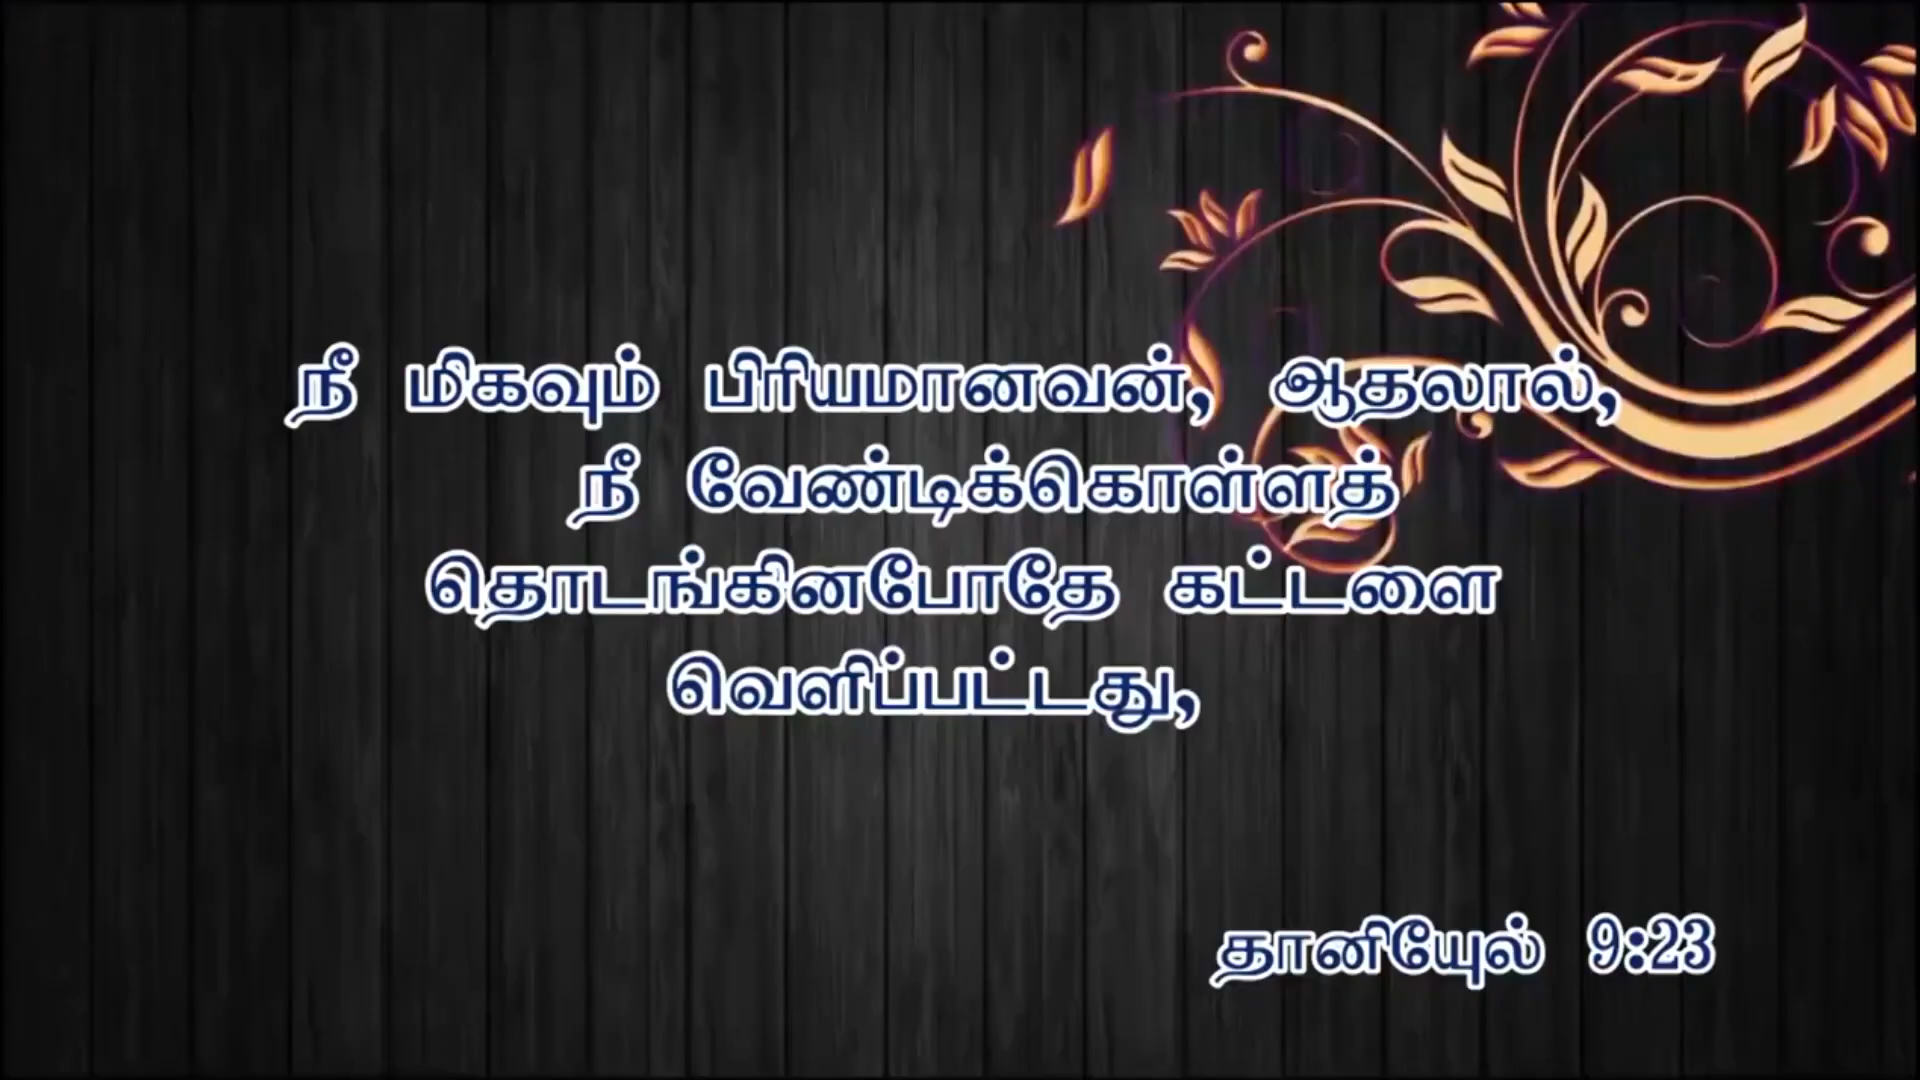 நீ மிகவும் பிரியமானவன், ஆதலால்,
நீ வேண்டிக்கொள்ளத்
தொடங்கினபோதே கட்டளை
வெளிப்பட்டது,
தானியேுல் 9:23